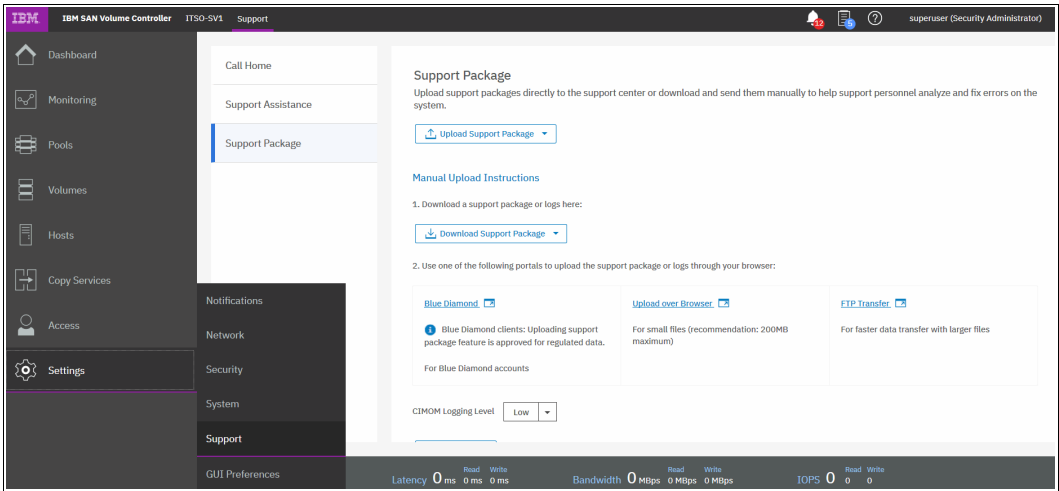 IBM IBM SAN Volume Controller ITSO-SV1 Support 12 5 superuser (Security Administrator)
Dashboard
Monitoring
Pools
Volumes
Hosts
Copy Services
Access
Settings
Notifications
Network
Security
System
Support
GUI Preferences
Call Home
Support Assistance
Support Package
Support Package
Upload support packages directly to the support center or download and send them manually to help support personnel analyze and fix errors on the
system.
Upload Support Package
Manual Upload Instructions
1. Download a support package or logs here:
Download Support Package
2. Use one of the following portals to upload the support package or logs through your browser:
Blue Diamond
Blue Diamond clients: Uploading support
package feature is approved for regulated data.
For Blue Diamond accounts
Upload over Browser
For small files (recommendation: 200MB
maximum)
FTP Transfer
For faster data transfer with larger files
CIMOM Logging Level Low
Latency 0 ms Read 0 ms Write 0 ms
Bandwidth 0 MBps Read 0 MBps Write 0 MBps
IOPS 0 Read 0 Write 0